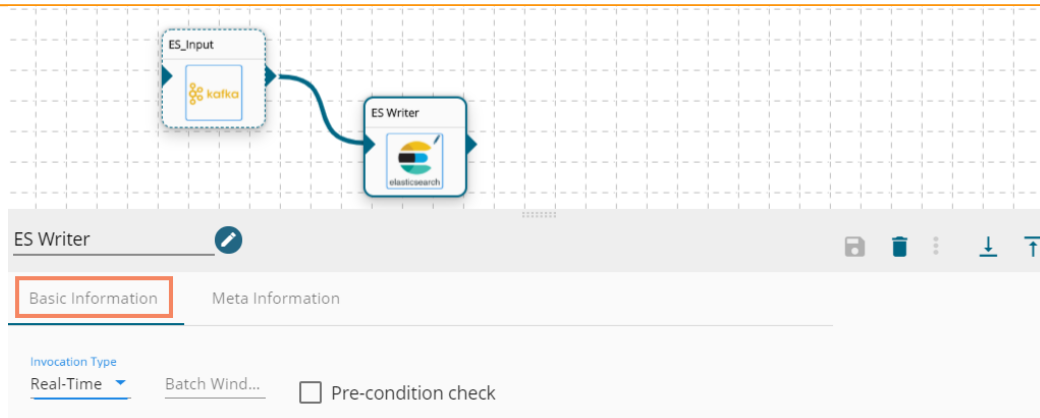 ES_Input
kafka
ES Writer
elasticsearch
ES Writer
Basic Information
Meta Information
Invocation Type
Real-Time
Batch Wind...
Pre-condition check